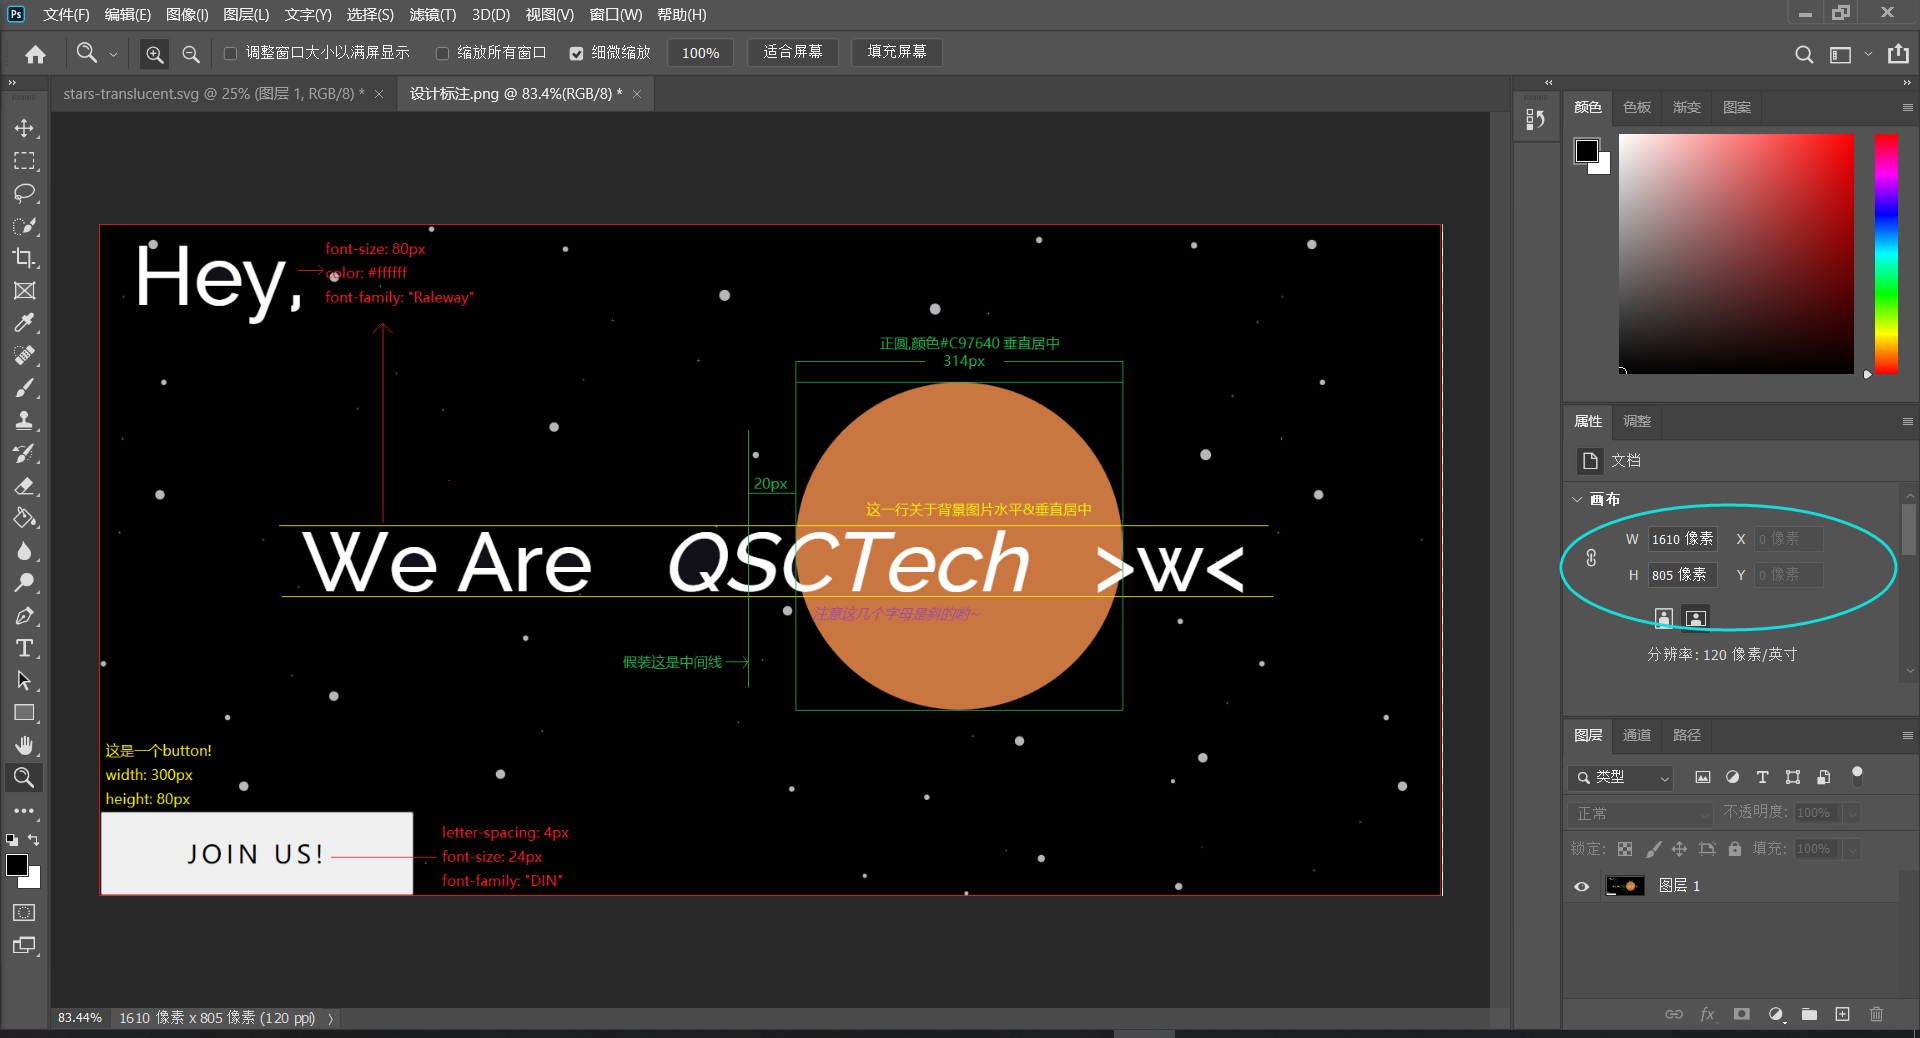 Ps 文件(F) 编辑(E) 图像(I) 图层(L) 文字(Y) 选择(S) 滤镜(T) 3D(D) 视图(V) 窗口(W) 帮助(H)
调整窗口大小以满屏显示 缩放所有窗口 细微缩放 100% 适合屏幕 填充屏幕
stars-translucent.svg @ 25% (图层 1, RGB/8) * × 设计标注.png @ 83.4%(RGB/8) * ×
Hey,
font-size: 80px
color: #ffffff
font-family: "Raleway"
正圆,颜色#C97640 垂直居中
314px
20px
这一行关于背景图片水平&垂直居中
We Are QSCTech >w<
注意这几个字母是斜的哟~
假装这是中间线
这是一个button!
width: 300px
height: 80px
JOIN US!
letter-spacing: 4px
font-size: 24px
font-family: "DIN"
83.44% 1610 像素 x 805 像素 (120 ppi)
颜色 色板 渐变 图案
属性 调整
文档
画布
W 1610 像素 X 0 像素
H 805 像素 Y 0 像素
分辨率: 120 像素/英寸
图层 通道 路径
类型
正常 不透明度: 100%
锁定: 填充: 100%
图层 1
fx